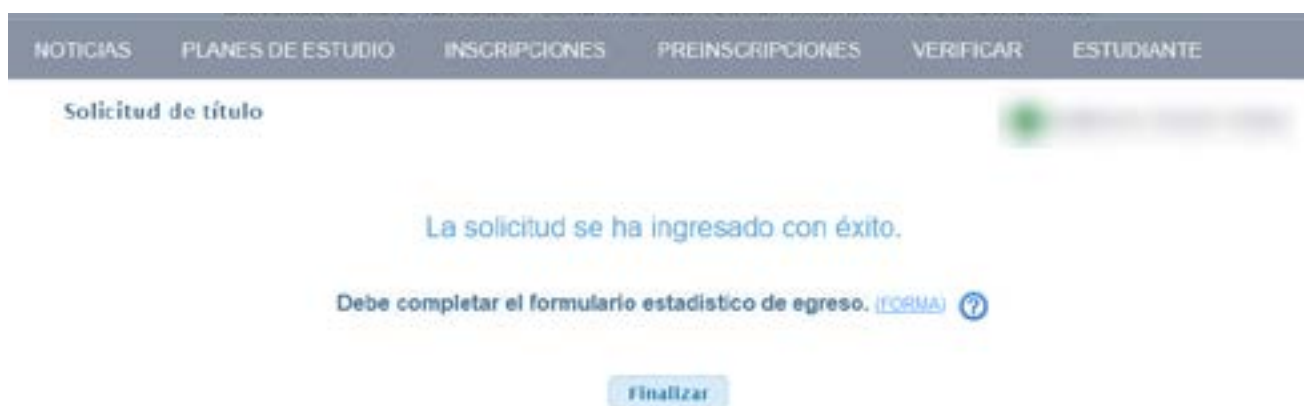 NOTICIAS PLANES DE ESTUDIO INSCRIPCIONES PREINSCRIPCIONES VERIFICAR ESTUDIANTE
Solicitud de título
La solicitud se ha ingresado con éxito.
Debe completar el formulario estadistico de egreso. (FORMA) ?
Finalizar